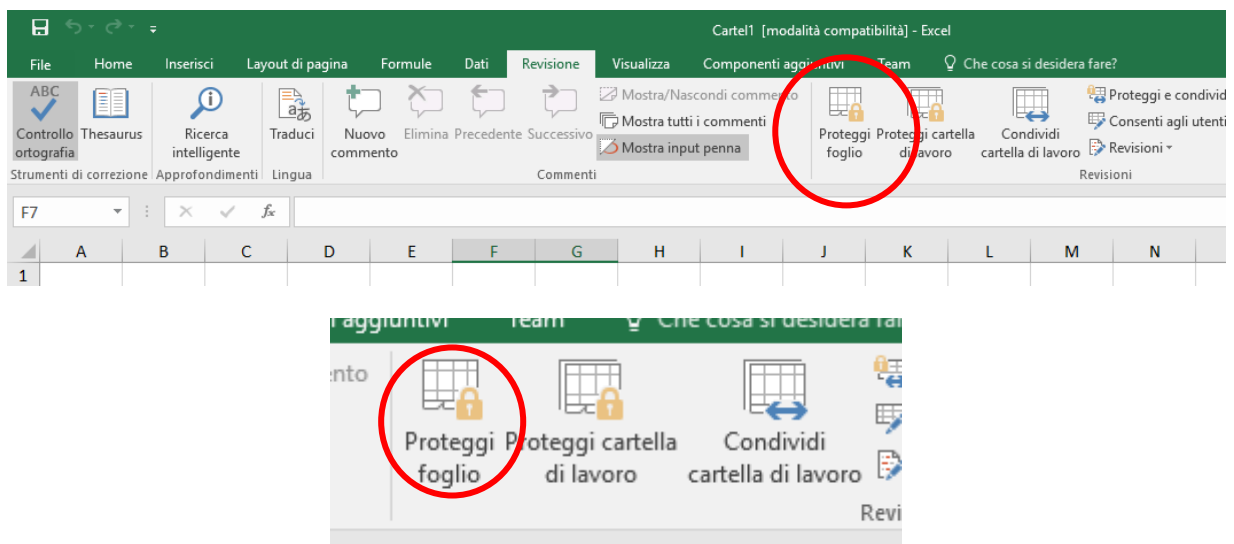 Cartel1 [modalità compatibilità] - Excel
File Home Inserisci Layout di pagina Formule Dati Revisione Visualizza Componenti aggiuntivi Team Che cosa si desidera fare?
ABC
Controllo ortografia
Thesaurus
Ricerca intelligente
Traduci
Nuovo commento
Elimina Precedente Successivo
Mostra/Nascondi commento
Mostra tutti i commenti
Mostra input penna
Proteggi foglio
Proteggi cartella di lavoro
Condividi cartella di lavoro
Proteggi e condivid
Consenti agli utenti
Revisioni
Strumenti di correzione Approfondimenti Lingua Commenti Revisioni
F7 fx
A B C D E F G H I J K L M N
1
aggiuntivi Team Che cosa si desidera far
ento
Proteggi foglio
Proteggi cartella di lavoro
Condividi cartella di lavoro
Revi